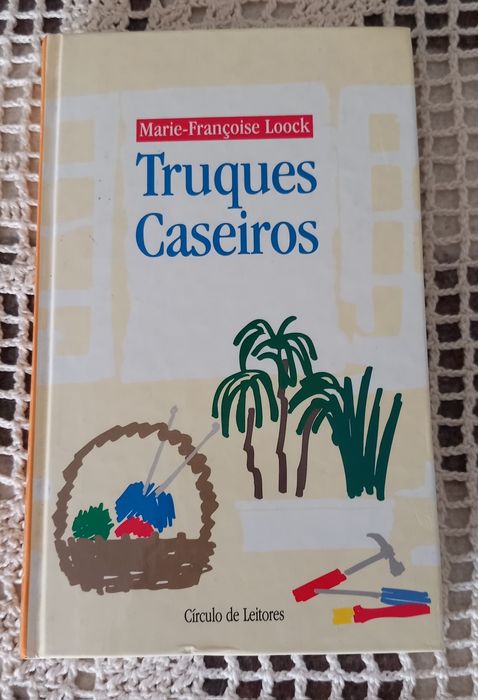 Marie-Françoise Loock
Truques
Caseiros
Círculo de Leitores